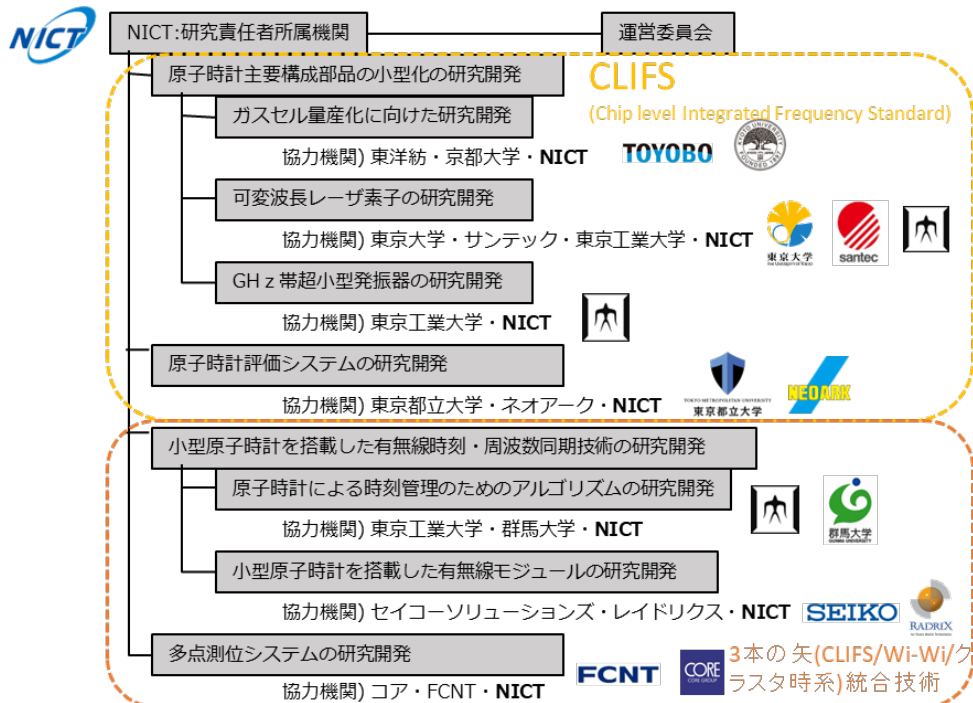 NICT
NICT:研究責任者所属機関
運営委員会
原子時計主要構成部品の小型化の研究開発
CLIFS
(Chip level Integrated Frequency Standard)
ガスセル量産化に向けた研究開発
協力機関) 東洋紡・京都大学・NICT
TOYOBO
KYOTO UNIVERSITY
FOUNDED 1897
可変波長レーザ素子の研究開発
協力機関) 東京大学・サンテック・東京工業大学・NICT
東京大学
santec
GHz帯超小型発振器の研究開発
協力機関) 東京工業大学・NICT
原子時計評価システムの研究開発
協力機関) 東京都立大学・ネオアーク・NICT
TOKYO METROPOLITAN UNIVERSITY
東京都立大学
NEOARK
小型原子時計を搭載した有無線時刻・周波数同期技術の研究開発
原子時計による時刻管理のためのアルゴリズムの研究開発
協力機関) 東京工業大学・群馬大学・NICT
群馬大学
GUNMA UNIVERSITY
小型原子時計を搭載した有無線モジュールの研究開発
協力機関) セイコーソリューションズ・レイドリクス・NICT
SEIKO
RADRIX
多点測位システムの研究開発
協力機関) コア・FCNT・NICT
FCNT
CORE
CORE GROUP
3本の矢(CLIFS/Wi-Wi/ク
ラスタ時系)統合技術